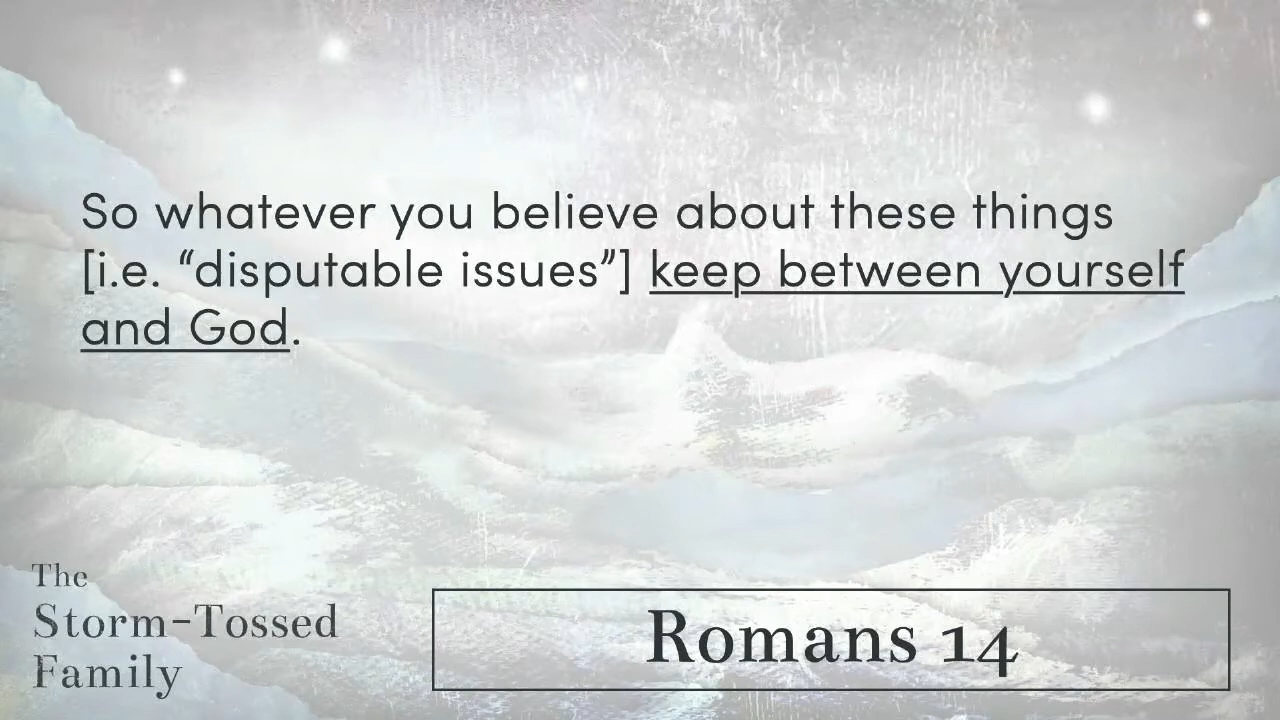 So whatever you believe about these things
[i.e. “disputable issues”] keep between yourself
and God.
The
Storm-Tossed
Family
Romans 14